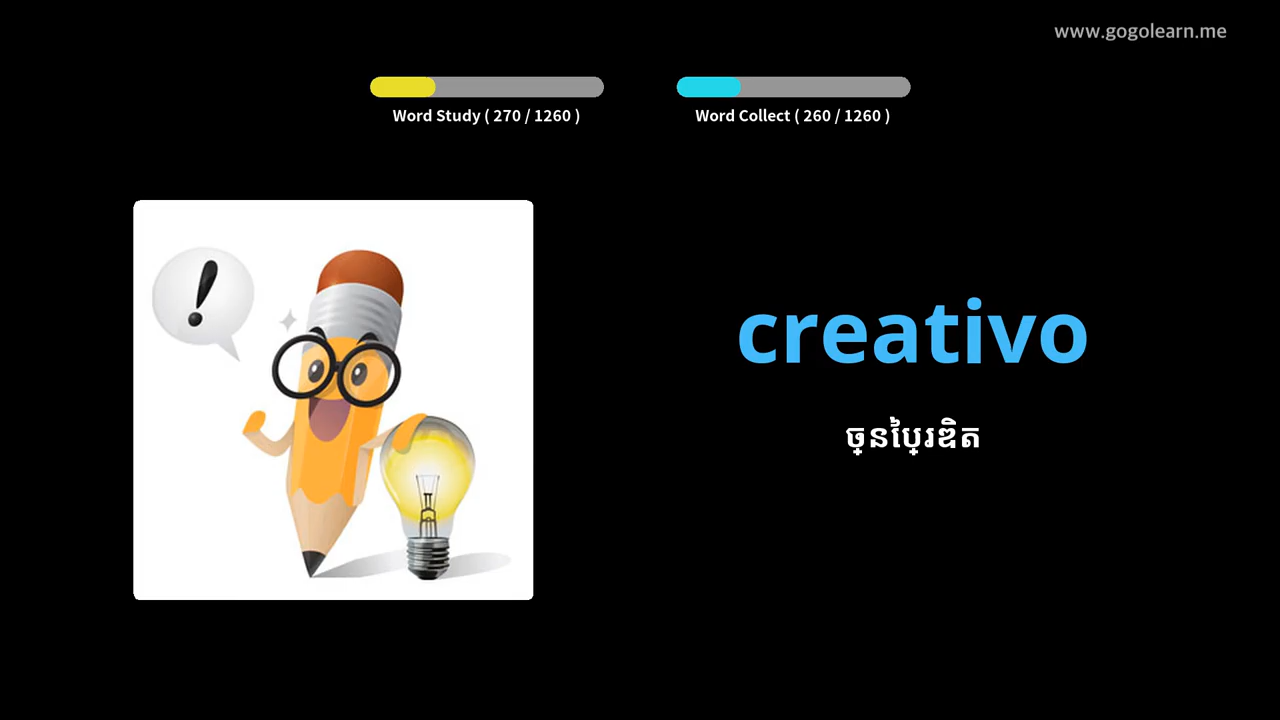 www.gogolearn.me
Word Study ( 270 / 1260 )
Word Collect ( 260 / 1260 )
!
creativo
ច្នៃប្រឌិត